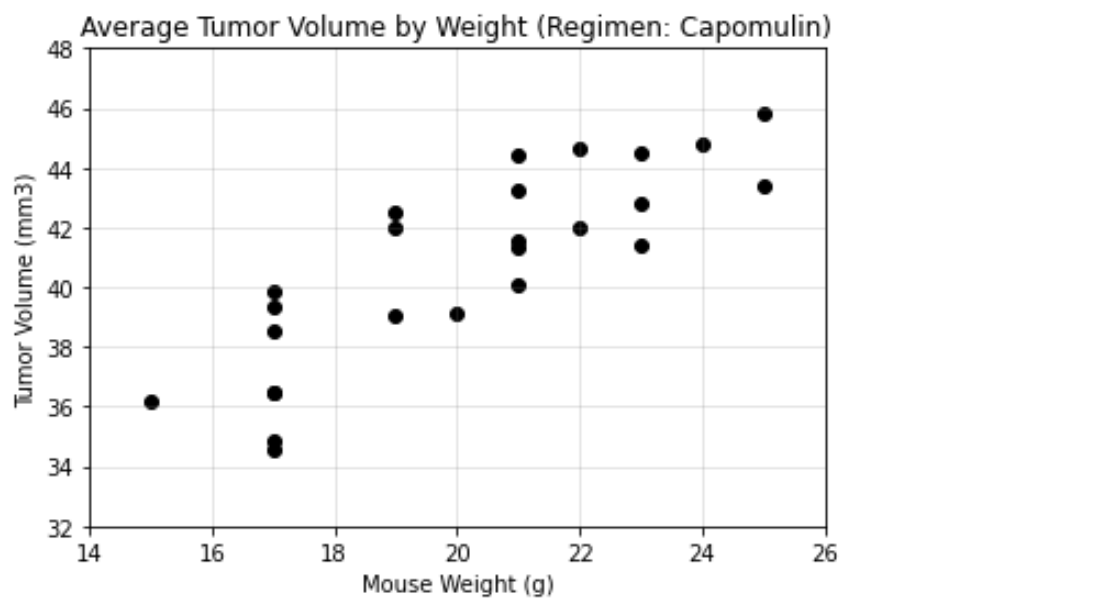 Average Tumor Volume by Weight (Regimen: Capomulin)
48
46
44
42
40
38
36
34
32
Tumor Volume (mm3)
14 16 18 20 22 24 26
Mouse Weight (g)